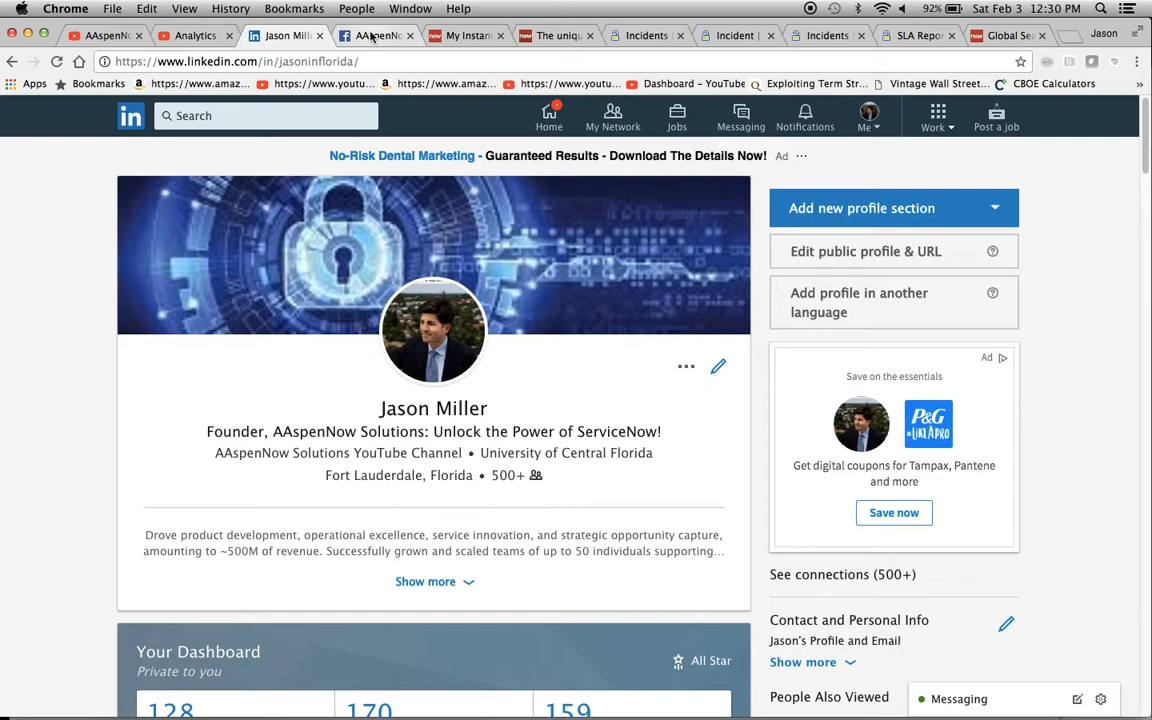 Chrome File Edit View History Bookmarks People Window Help 92% Sat Feb 3 12:30 PM
AAspenNo Analytics - Jason Mill AAspenNo My Instan The uniqu Incidents Incident | Incidents SLA Repor Global Sea Jason
https://www.linkedin.com/in/jasoninflorida/
Apps Bookmarks https://www.amaz... https://www.youtu... https://www.amaz... https://www.youtu... Dashboard - YouTube Exploiting Term Str... Vintage Wall Street... CBOE Calculators »
in Search Home My Network Jobs Messaging Notifications Me Work Post a job
No-Risk Dental Marketing - Guaranteed Results - Download The Details Now! Ad ...
Add new profile section
Edit public profile & URL
Add profile in another
language
Ad
Save on the essentials
P&G
#LIKEAPRO
Get digital coupons for Tampax, Pantene
and more
Save now
See connections (500+)
Contact and Personal Info
Jason's Profile and Email
Show more
People Also Viewed
Jason Miller
Founder, AAspenNow Solutions: Unlock the Power of ServiceNow!
AAspenNow Solutions YouTube Channel • University of Central Florida
Fort Lauderdale, Florida • 500+
Drove product development, operational excellence, service innovation, and strategic opportunity capture,
amounting to ~500M of revenue. Successfully grown and scaled teams of up to 50 individuals supporting...
Show more
Your Dashboard
Private to you
All Star
128 170 159
Messaging